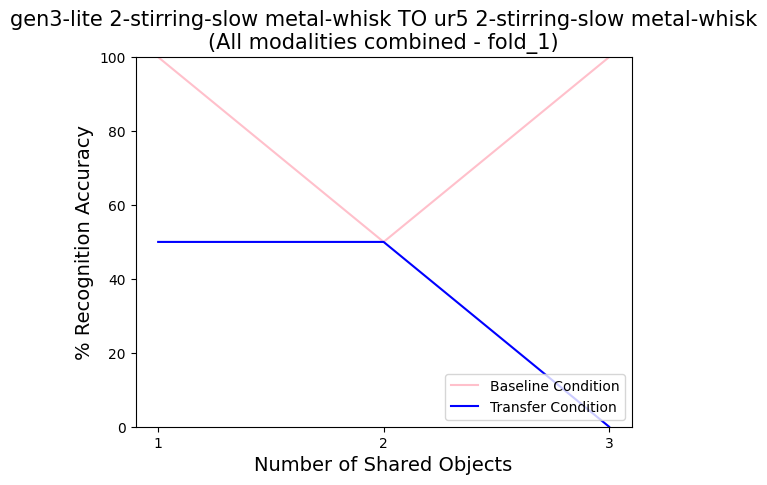 gen3-lite 2-stirring-slow metal-whisk TO ur5 2-stirring-slow metal-whisk
(All modalities combined - fold_1)
100
80
60
40
20
0
% Recognition Accuracy
Baseline Condition
Transfer Condition
1
2
3
Number of Shared Objects